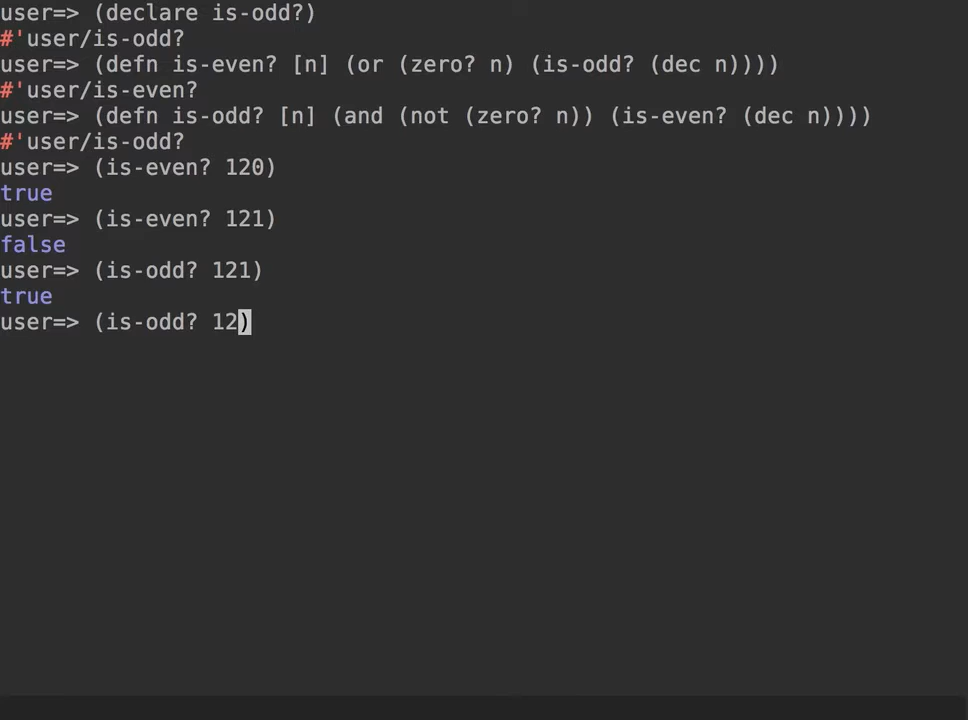 user=> (declare is-odd?)
#'user/is-odd?
user=> (defn is-even? [n] (or (zero? n) (is-odd? (dec n))))
#'user/is-even?
user=> (defn is-odd? [n] (and (not (zero? n)) (is-even? (dec n))))
#'user/is-odd?
user=> (is-even? 120)
true
user=> (is-even? 121)
false
user=> (is-odd? 121)
true
user=> (is-odd? 12)